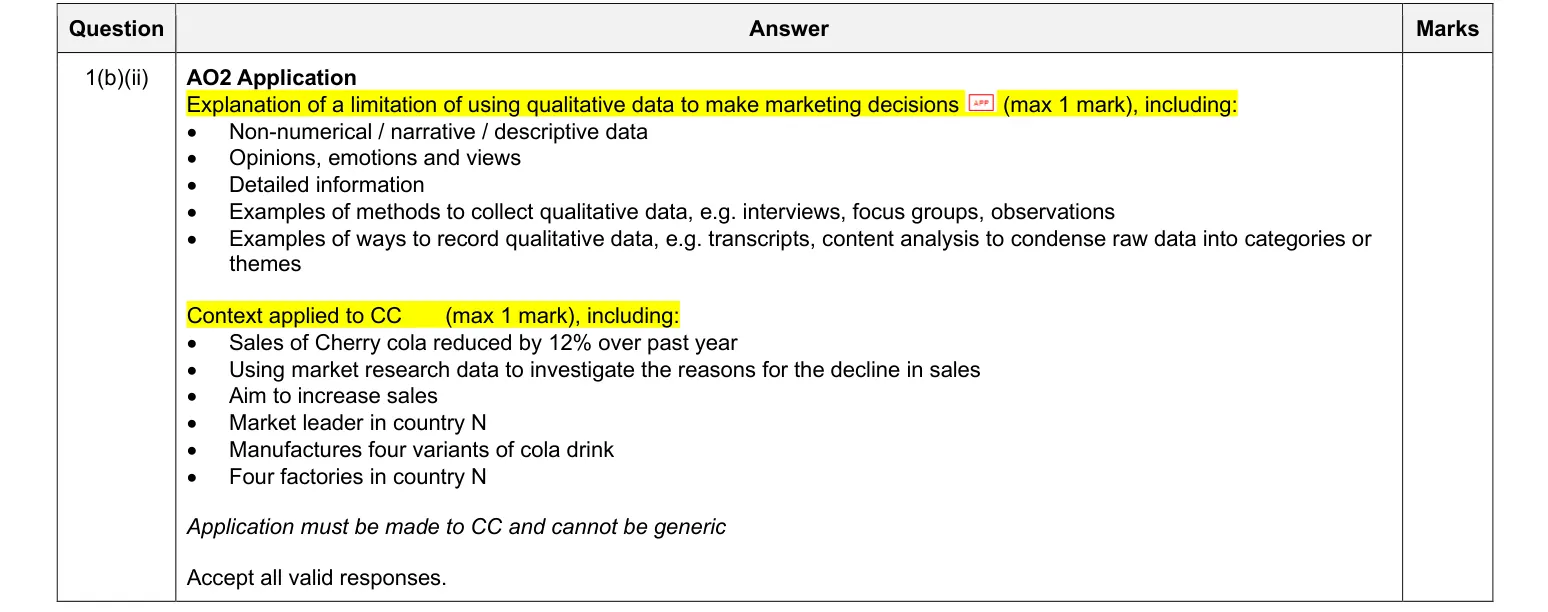 Question Answer Marks
1(b)(ii) AO2 Application
Explanation of a limitation of using qualitative data to make marketing decisions APP (max 1 mark), including:
• Non-numerical / narrative / descriptive data
• Opinions, emotions and views
• Detailed information
• Examples of methods to collect qualitative data, e.g. interviews, focus groups, observations
• Examples of ways to record qualitative data, e.g. transcripts, content analysis to condense raw data into categories or
themes
Context applied to CC (max 1 mark), including:
• Sales of Cherry cola reduced by 12% over past year
• Using market research data to investigate the reasons for the decline in sales
• Aim to increase sales
• Market leader in country N
• Manufactures four variants of cola drink
• Four factories in country N
Application must be made to CC and cannot be generic
Accept all valid responses.